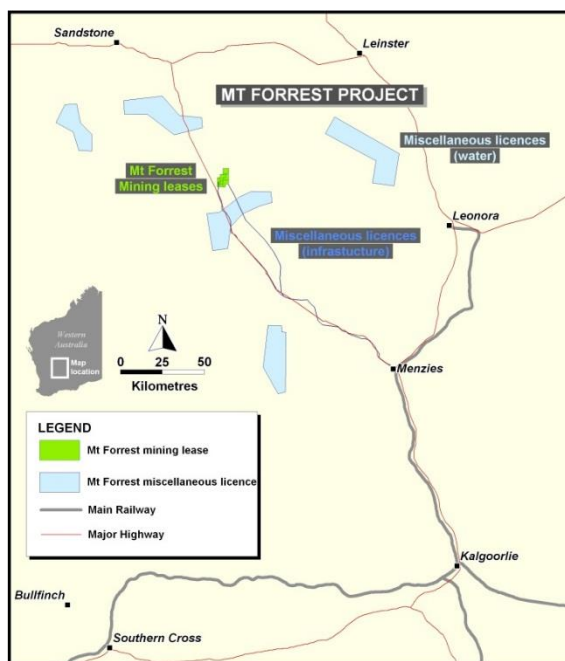 Sandstone
Leinster
MT FORREST PROJECT
Miscellaneous licences
(water)
Mt Forrest
Mining leases
Leonora
Miscellaneous licences
(infrastucture)
Western
Australia
Map
location
N
0 25 50
Kilometres
Menzies
LEGEND
Mt Forrest mining lease
Mt Forrest miscellaneous licence
Main Railway
Major Highway
Kalgoorlie
Bullfinch
Southern Cross